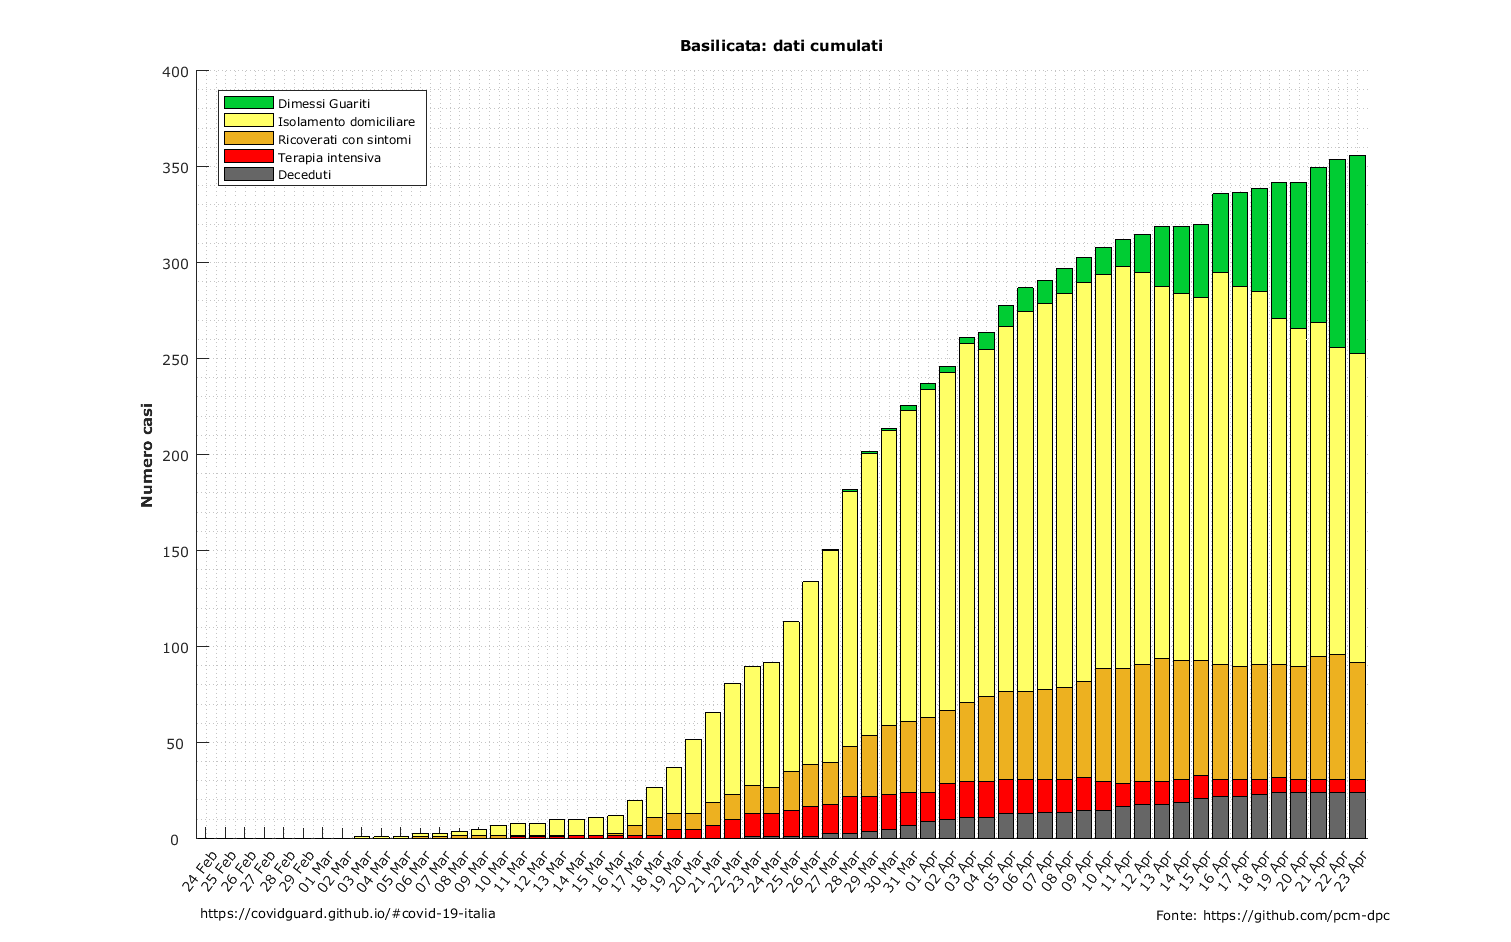 Basilicata: dati cumulati
400
350
300
250
200
150
100
50
0
Numero casi
Dimessi Guariti
Isolamento domiciliare
Ricoverati con sintomi
Terapia intensiva
Deceduti
24 Feb
25 Feb
26 Feb
27 Feb
28 Feb
29 Feb
01 Mar
02 Mar
03 Mar
04 Mar
05 Mar
06 Mar
07 Mar
08 Mar
09 Mar
10 Mar
11 Mar
12 Mar
13 Mar
14 Mar
15 Mar
16 Mar
17 Mar
18 Mar
19 Mar
20 Mar
21 Mar
22 Mar
23 Mar
24 Mar
25 Mar
26 Mar
27 Mar
28 Mar
29 Mar
30 Mar
31 Mar
01 Apr
02 Apr
03 Apr
04 Apr
05 Apr
06 Apr
07 Apr
08 Apr
09 Apr
10 Apr
11 Apr
12 Apr
13 Apr
14 Apr
15 Apr
16 Apr
17 Apr
18 Apr
19 Apr
20 Apr
21 Apr
22 Apr
23 Apr
https://covidguard.github.io/#covid-19-italia
Fonte: https://github.com/pcm-dpc